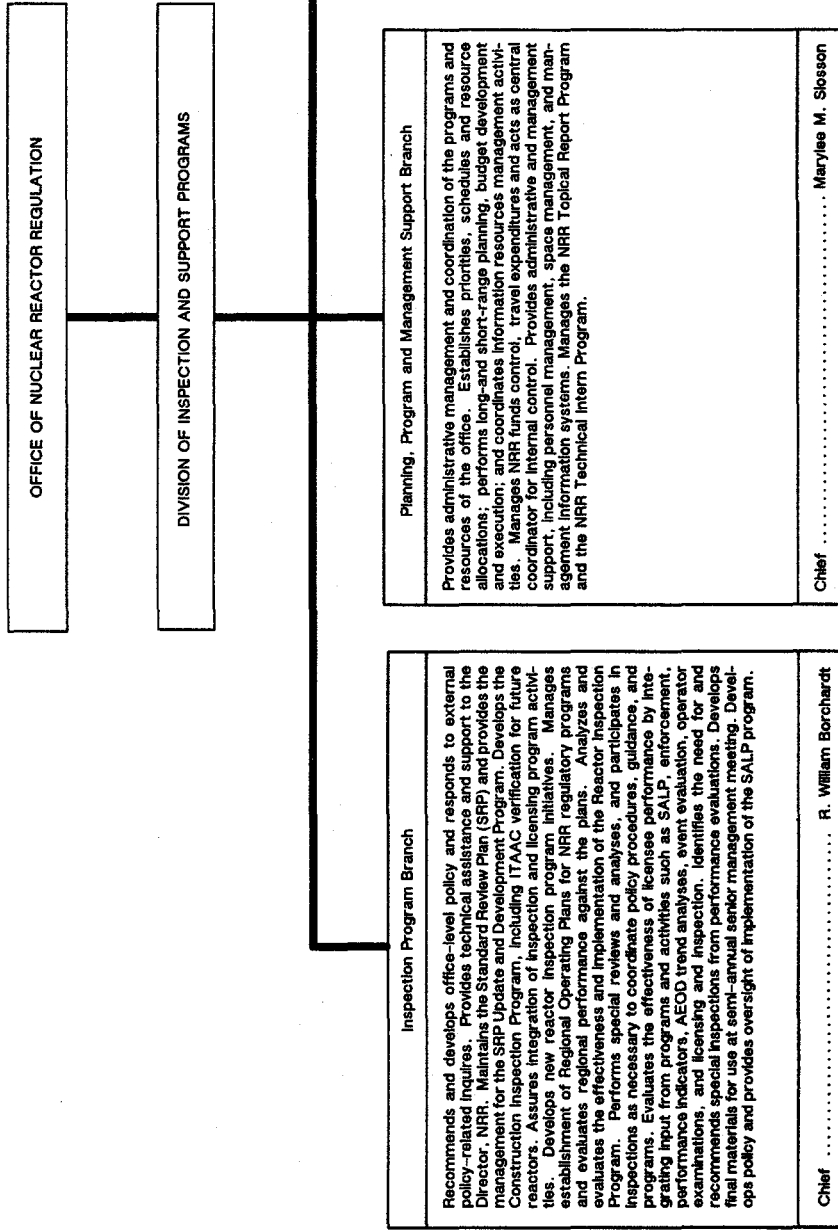 OFFICE OF NUCLEAR REACTOR REGULATION
DIVISION OF INSPECTION AND SUPPORT PROGRAMS
Inspection Program Branch
Recommends and develops office-level policy and responds to external
policy-related inquires. Provides technical assistance and support to the
Director, NRR. Maintains the Standard Review Plan (SRP) and provides the
management for the SRP Update and Development Program. Develops the
Construction Inspection Program, including ITAAC verification for future
reactors. Assures integration of inspection and licensing program activi-
ties. Develops new reactor inspection program initiatives. Manages
establishment of Regional Operating Plans for NRR regulatory programs
and evaluates regional performance against the plans. Analyzes and
evaluates the effectiveness and implementation of the Reactor Inspection
Program. Performs special reviews and analyses, and participates in
inspections as necessary to coordinate policy procedures, guidance, and
programs. Evaluates the effectiveness of licensee performance by inte-
grating input from programs and activities such as SALP, enforcement,
performance indicators, AEOD trend analyses, event evaluation, operator
examinations, and licensing and inspection. Identifies the need for and
recommends special inspections from performance evaluations. Develops
final materials for use at semi-annual senior management meeting. Devel-
ops policy and provides oversight of implementation of the SALP program.
Chief ........................................ R. William Borchardt
Planning, Program and Management Support Branch
Provides administrative management and coordination of the programs and
resources of the office. Establishes priorities, schedules and resource
allocations; performs long-and short-range planning, budget development
and execution; and coordinates information resources management activi-
ties. Manages NRR funds control, travel expenditures and acts as central
coordinator for internal control. Provides administrative and management
support, including personnel management, space management, and man-
agement information systems. Manages the NRR Topical Report Program
and the NRR Technical Intern Program.
Chief ........................................ Marylee M. Slosson